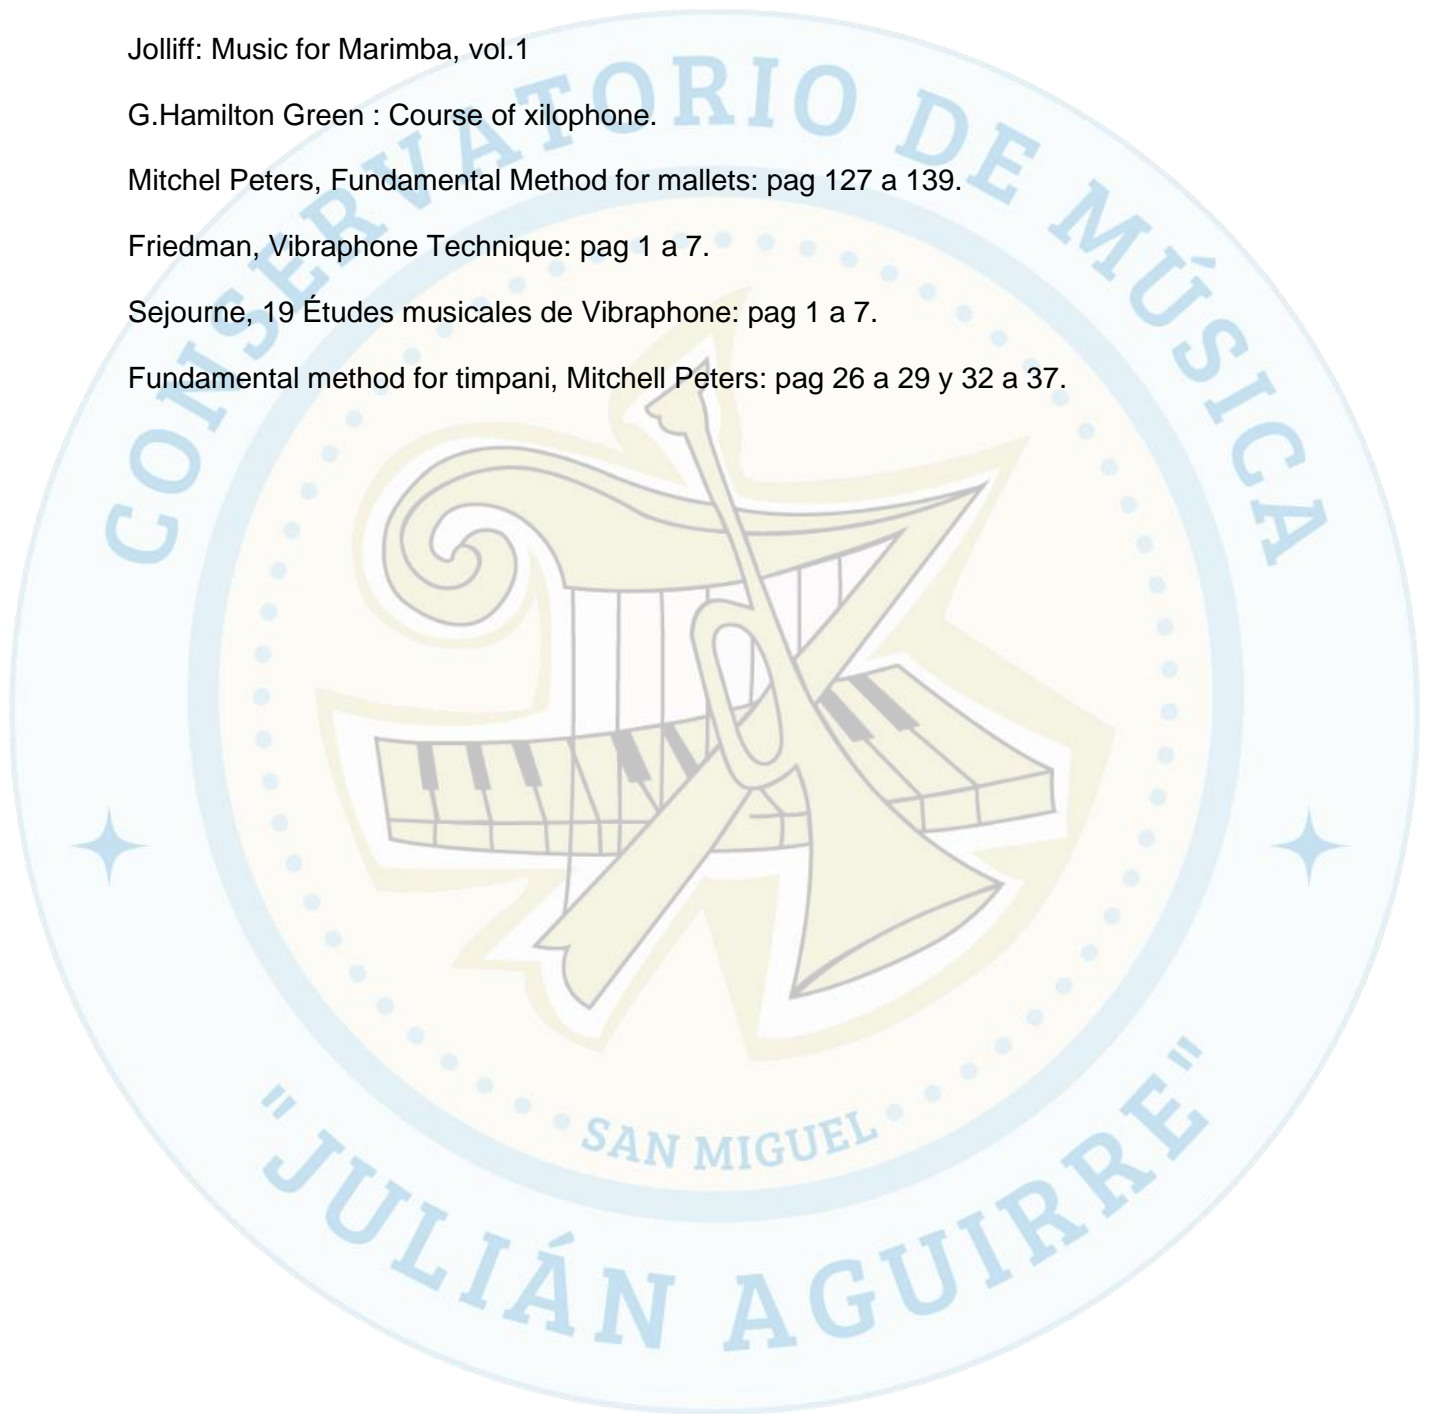 Jolliff: Music for Marimba, vol.1
G.Hamilton Green : Course of xilophone.
Mitchel Peters, Fundamental Method for mallets: pag 127 a 139.
Friedman, Vibraphone Technique: pag 1 a 7.
Sejourne, 19 Études musicales de Vibraphone: pag 1 a 7.
Fundamental method for timpani, Mitchell Peters: pag 26 a 29 y 32 a 37.
CONSERVATORIO DE MÚSICA
SAN MIGUEL
"JULIÁN AGUIRRE"